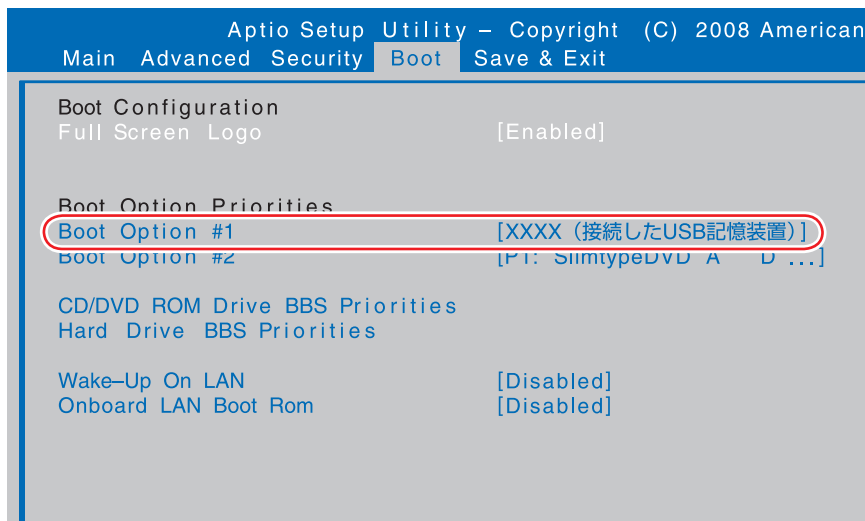 Aptio Setup Utility – Copyright (C) 2008 American
Main Advanced Security Boot Save & Exit
Boot Configuration
Full Screen Logo [Enabled]
Boot Option Priorities
Boot Option #1 [XXXX（接続したUSB記憶装置）]
Boot Option #2 [P1: SlimtypeDVD A D ...]
CD/DVD ROM Drive BBS Priorities
Hard Drive BBS Priorities
Wake–Up On LAN [Disabled]
Onboard LAN Boot Rom [Disabled]